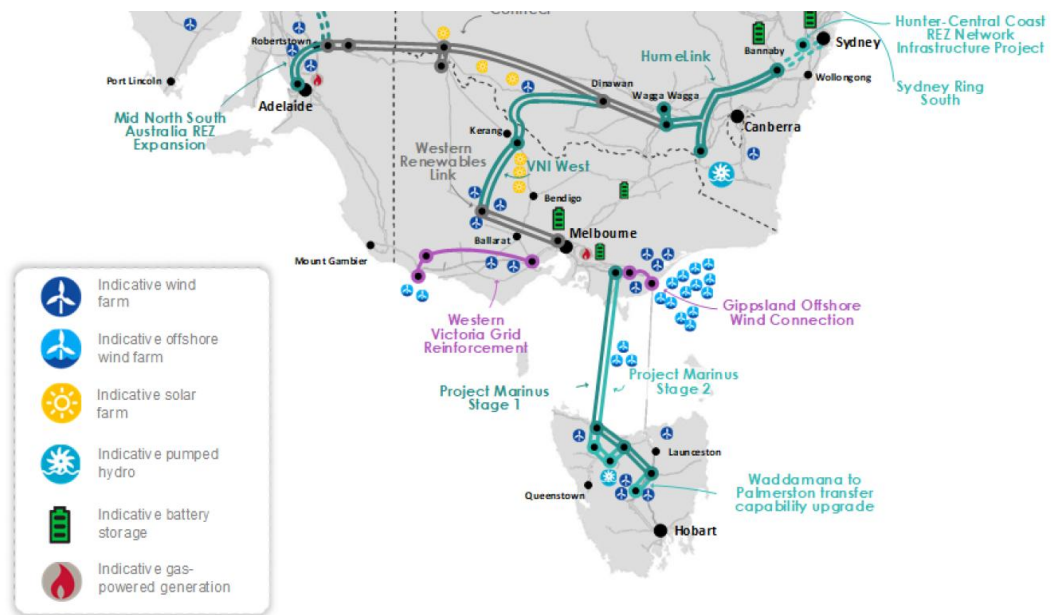 Connect
Hunter-Central Coast
REZ Network
Infrastructure Project
Robertstown
Bannaby
Sydney
Port Lincoln
Adelaide
HumeLink
Wollongong
Dinawan
Wagga Wagga
Sydney Ring
South
Mid North South
Australia REZ
Expansion
Kerang
Canberra
Western
Renewables
Link
VNI West
Bendigo
Ballarat
Melbourne
Mount Gambier
Western
Victoria Grid
Reinforcement
Gippsland Offshore
Wind Connection
Project Marinus
Stage 1
Project Marinus
Stage 2
Launceston
Queenstown
Waddamana to
Palmerston transfer
capability upgrade
Hobart
Indicative wind
farm
Indicative offshore
wind farm
Indicative solar
farm
Indicative pumped
hydro
Indicative battery
storage
Indicative gas-
powered generation